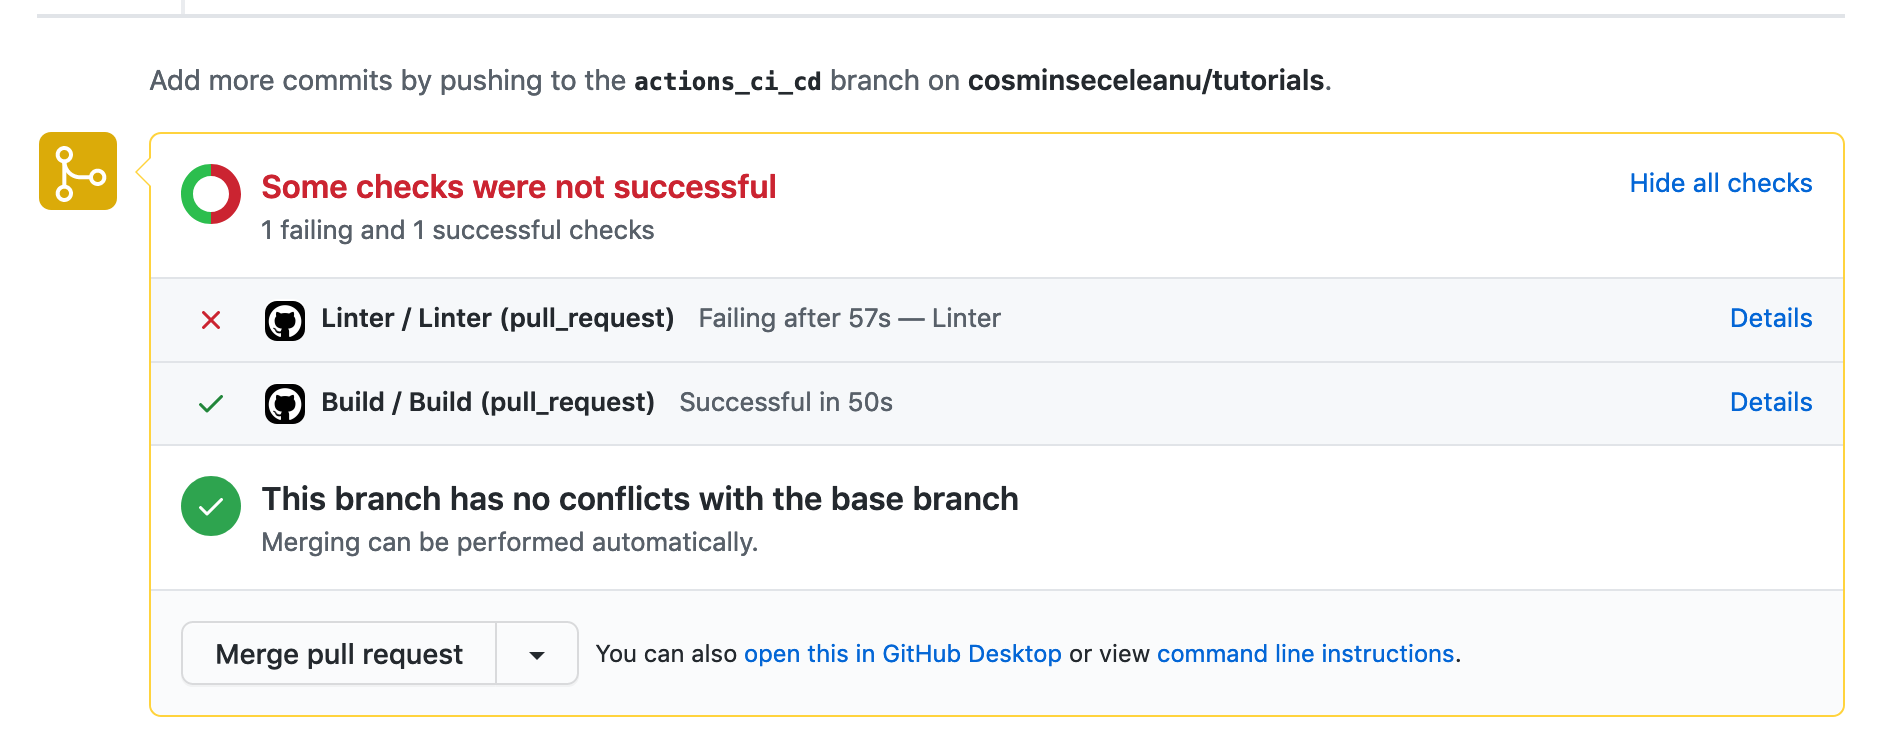 Add more commits by pushing to the actions_ci_cd branch on cosminseceleanu/tutorials.
Some checks were not successful
Hide all checks
1 failing and 1 successful checks
Linter / Linter (pull_request) Failing after 57s — Linter Details
Build / Build (pull_request) Successful in 50s Details
This branch has no conflicts with the base branch
Merging can be performed automatically.
Merge pull request You can also open this in GitHub Desktop or view command line instructions.